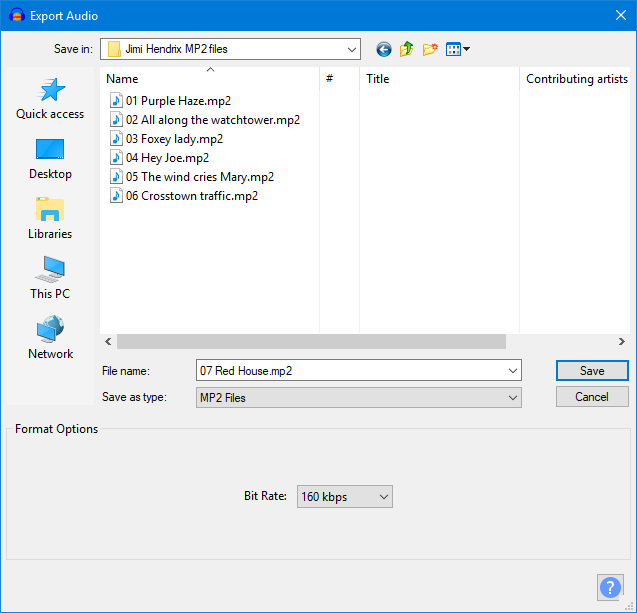 Export Audio
Save in: Jimi Hendrix MP2 files
Quick access
Desktop
Libraries
This PC
Network
Name # Title Contributing artists
01 Purple Haze.mp2
02 All along the watchtower.mp2
03 Foxey lady.mp2
04 Hey Joe.mp2
05 The wind cries Mary.mp2
06 Crosstown traffic.mp2
File name: 07 Red House.mp2 Save
Save as type: MP2 Files Cancel
Format Options
Bit Rate: 160 kbps
?